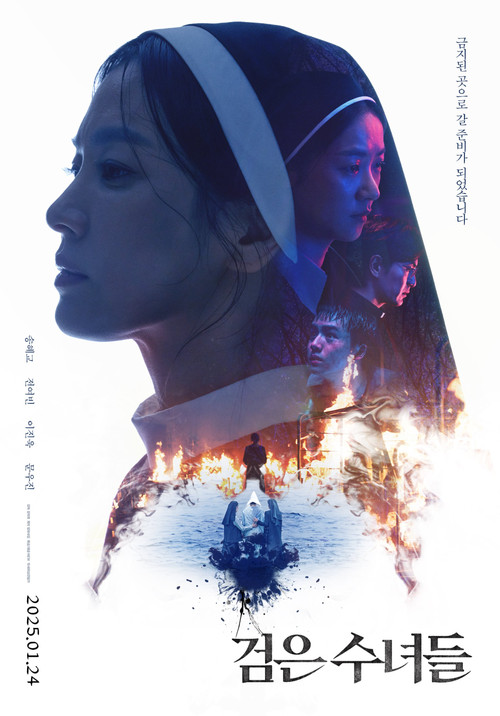 금지된 곳으로 갈 준비가 되었습니다
송혜교 전여빈 이진욱 문우진
2025.01.24
검은 수녀들